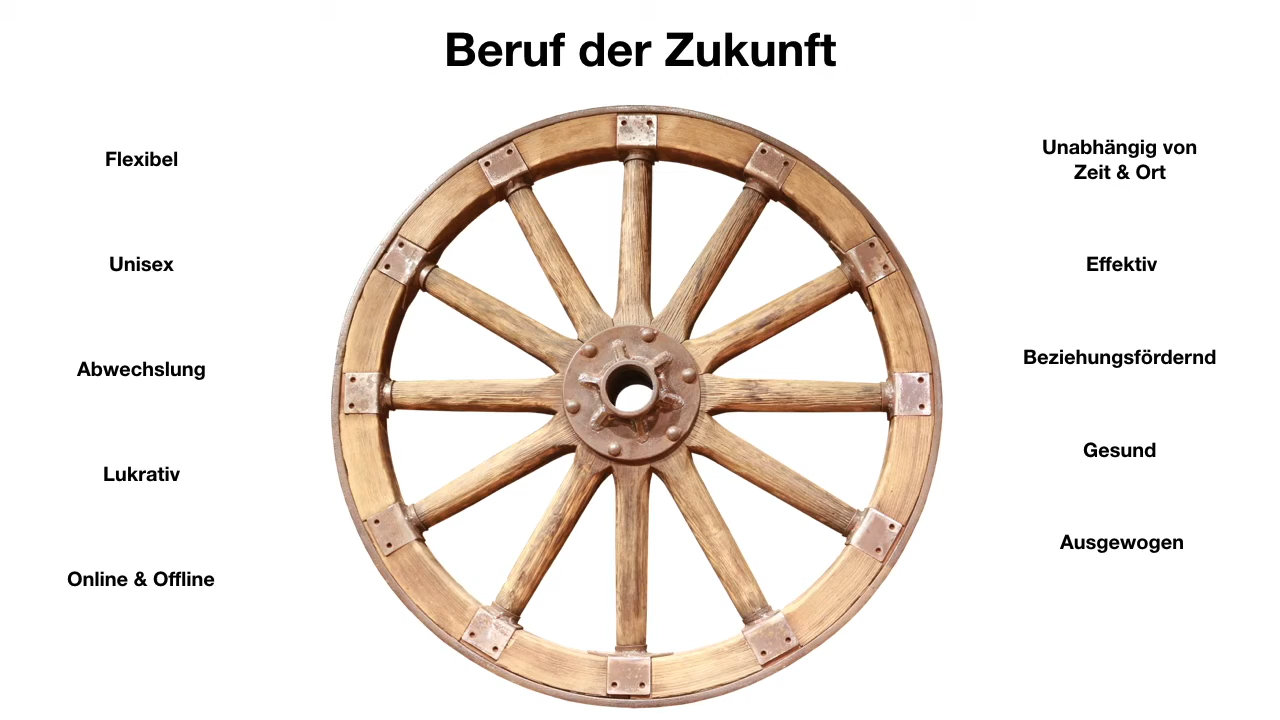 Beruf der Zukunft
Flexibel
Unisex
Abwechslung
Lukrativ
Online & Offline
Unabhängig von
Zeit & Ort
Effektiv
Beziehungsfördernd
Gesund
Ausgewogen